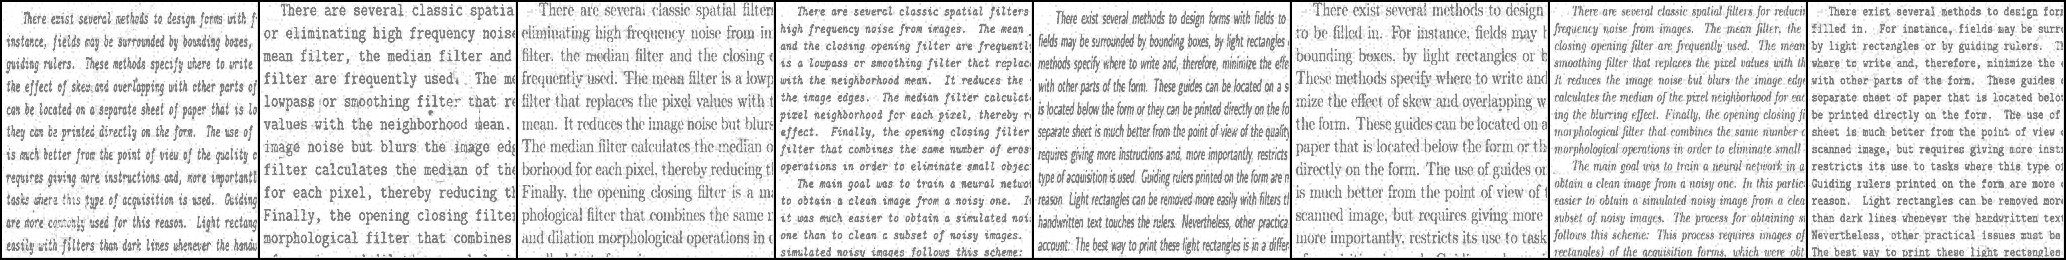 There exist several methods to design forms with f
instance, fields may be surrounded by bounding boxes,
guiding rulers. These methods specify where to write
the effect of skew and overlapping with other parts of
can be located on a separate sheet of paper that is lo
they can be printed directly on the form. The use of
is much better from the point of view of the quality o
requires giving more instructions and, more important
tasks where this type of acquisition is used. Guiding
are more commonly used for this reason. Light rectang
easily with filters than dark lines whenever the handw
There are several classic spatia
or eliminating high frequency noise
mean filter, the median filter and
filter are frequently used. The me
lowpass or smoothing filter that re
values with the neighborhood mean.
image noise but blurs the image edg
filter calculates the median of the
for each pixel, thereby reducing th
Finally, the opening closing filter
morphological filter that combines
There are several classic spatial filters
eliminating high frequency noise from im
filter, the median filter and the closing o
frequently used. The mean filter is a lowp
filter that replaces the pixel values with t
mean. It reduces the image noise but blurs
The median filter calculates the median o
borhood for each pixel, thereby reducing t
Finally, the opening closing filter is a ma
phological filter that combines the same n
and dilation morphological operations in o
There are several classic spatial filters
high frequency noise from images. The mean
and the closing opening filter are frequentl
is a lowpass or smoothing filter that replac
with the neighborhood mean. It reduces the
the image edges. The median filter calculat
pixel neighborhood for each pixel, thereby r
effect. Finally, the opening closing filter
filter that combines the same number of eros
operations in order to eliminate small objec
The main goal was to train a neural netwo
to obtain a clean image from a noisy one. I
it was much easier to obtain a simulated noi
one than to clean a subset of noisy images.
simulated noisy images follows this scheme:
There exist several methods to design forms with fields to
fields may be surrounded by bounding boxes, by light rectangles
methods specify where to write and, therefore, minimize the effe
with other parts of the form. These guides can be located on a s
is located below the form or they can be printed directly on the fo
separate sheet is much better from the point of view of the quality
requires giving more instructions and, more importantly, restricts
type of acquisition is used. Guiding rulers printed on the form are m
reason. Light rectangles can be removed more easily with filters th
handwritten text touches the rulers. Nevertheless, other practica
account: The best way to print these light rectangles is in a differ
There exist several methods to design
to be filled in. For instance, fields may b
bounding boxes, by light rectangles or b
These methods specify where to write and
mize the effect of skew and overlapping w
the form. These guides can be located on a
paper that is located below the form or th
directly on the form. The use of guides on
is much better from the point of view of t
scanned image, but requires giving more
more importantly, restricts its use to task
There are several classic spatial filters for reducin
frequency noise from images. The mean filter, the
closing opening filter are frequently used. The mean
smoothing filter that replaces the pixel values with th
It reduces the image noise but blurs the image edg
calculates the median of the pixel neighborhood for eac
ing the blurring effect. Finally, the opening closing fi
morphological filter that combines the same number o
morphological operations in order to eliminate small
The main goal was to train a neural network in a
obtain a clean image from a noisy one. In this partic
easier to obtain a simulated noisy image from a clea
subset of noisy images. The process for obtaining si
follows this scheme: This process requires images of
rectangles) of the acquisition forms, which were obt
There exist several methods to design for
filled in. For instance, fields may be surr
by light rectangles or by guiding rulers. Th
where to write and, therefore, minimize the
with other parts of the form. These guides
separate sheet of paper that is located belo
be printed directly on the form. The use of
sheet is much better from the point of view o
scanned image, but requires giving more inst
restricts its use to tasks where this type o
Guiding rulers printed on the form are more c
reason. Light rectangles can be removed more
than dark lines whenever the handwritten text
Nevertheless, other practical issues must be
The best way to print these light rectangles